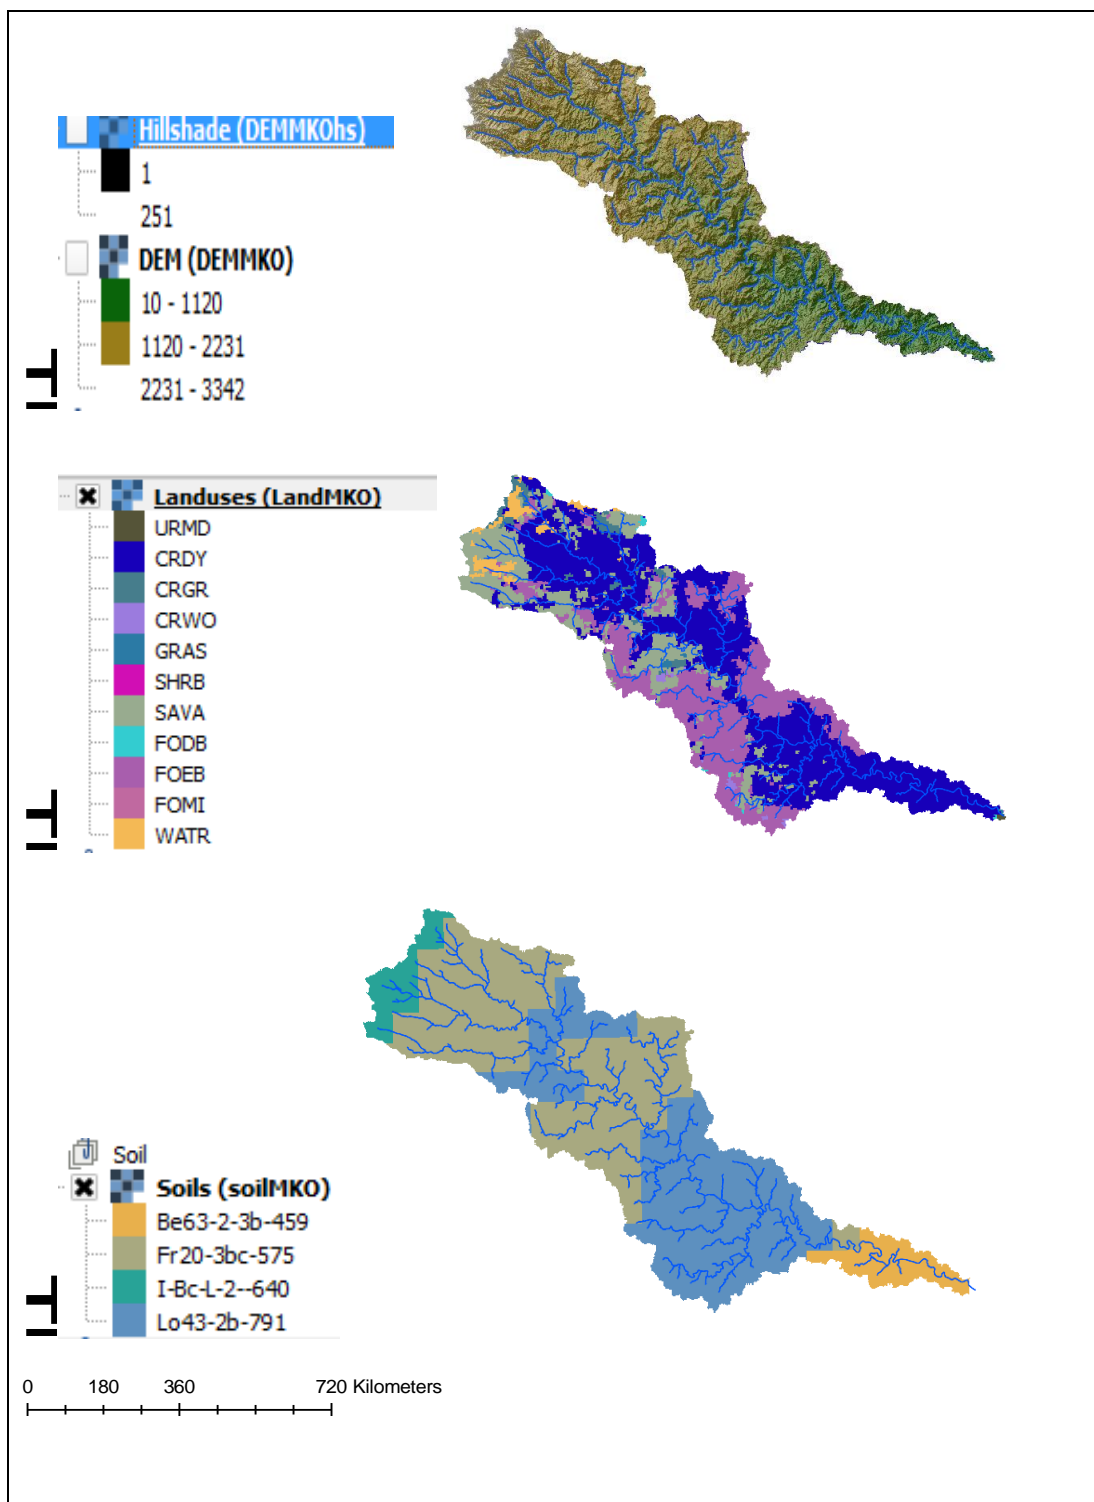 Hillshade (DEMMKOhs)
1
251
DEM (DEMMKO)
10 - 1120
1120 - 2231
2231 - 3342
Landuses (LandMKO)
URMD
CRDY
CRGR
CRWO
GRAS
SHRB
SAVA
FODB
FOEB
FOMI
WATR
Soil
Soils (soilMKO)
Be63-2-3b-459
Fr20-3bc-575
I-Bc-L-2--640
Lo43-2b-791
0 180 360 720 Kilometers